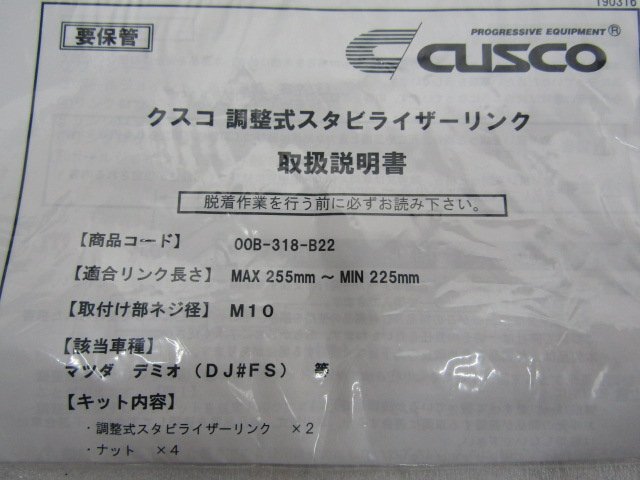 190316
要保管
PROGRESSIVE EQUIPMENT®
CUSCO
クスコ 調整式スタビライザーリンク
取扱説明書
脱着作業を行う前に必ずお読み下さい。
【商品コード】 00B-318-B22
【適合リンク長さ】 MAX 255mm ～ MIN 225mm
【取付け部ネジ径】 M10
【該当車種】
マツダ デミオ（DJ#FS） 等
【キット内容】
・調整式スタビライザーリンク ×2
・ナット ×4